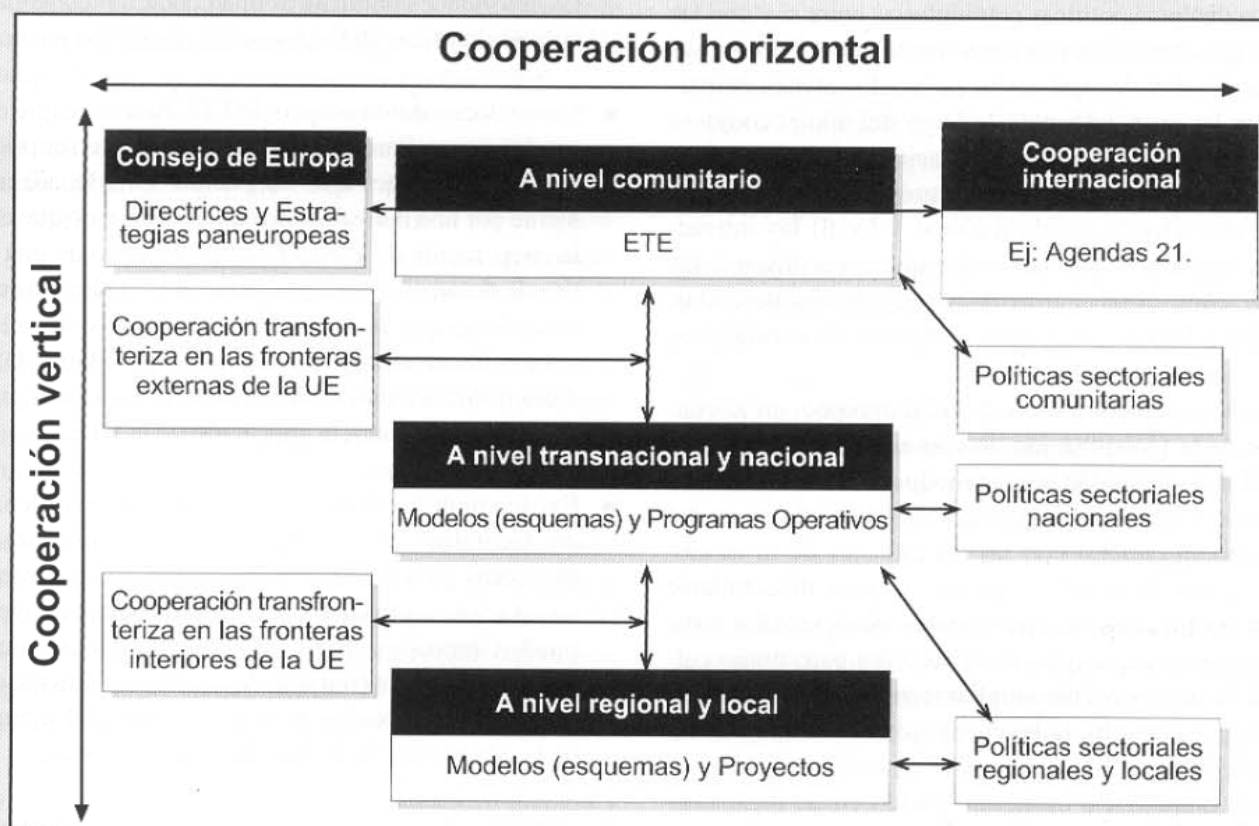 Cooperación horizontal
Cooperación vertical
Consejo de Europa
Directrices y Estra-
tegias paneuropeas
A nivel comunitario
ETE
Cooperación
internacional
Ej: Agendas 21.
Cooperación transfon-
teriza en las fronteras
externas de la UE
Políticas sectoriales
comunitarias
A nivel transnacional y nacional
Modelos (esquemas) y Programas Operativos
Políticas sectoriales
nacionales
Cooperación transfron-
teriza en las fronteras
interiores de la UE
A nivel regional y local
Modelos (esquemas) y Proyectos
Políticas sectoriales
regionales y locales